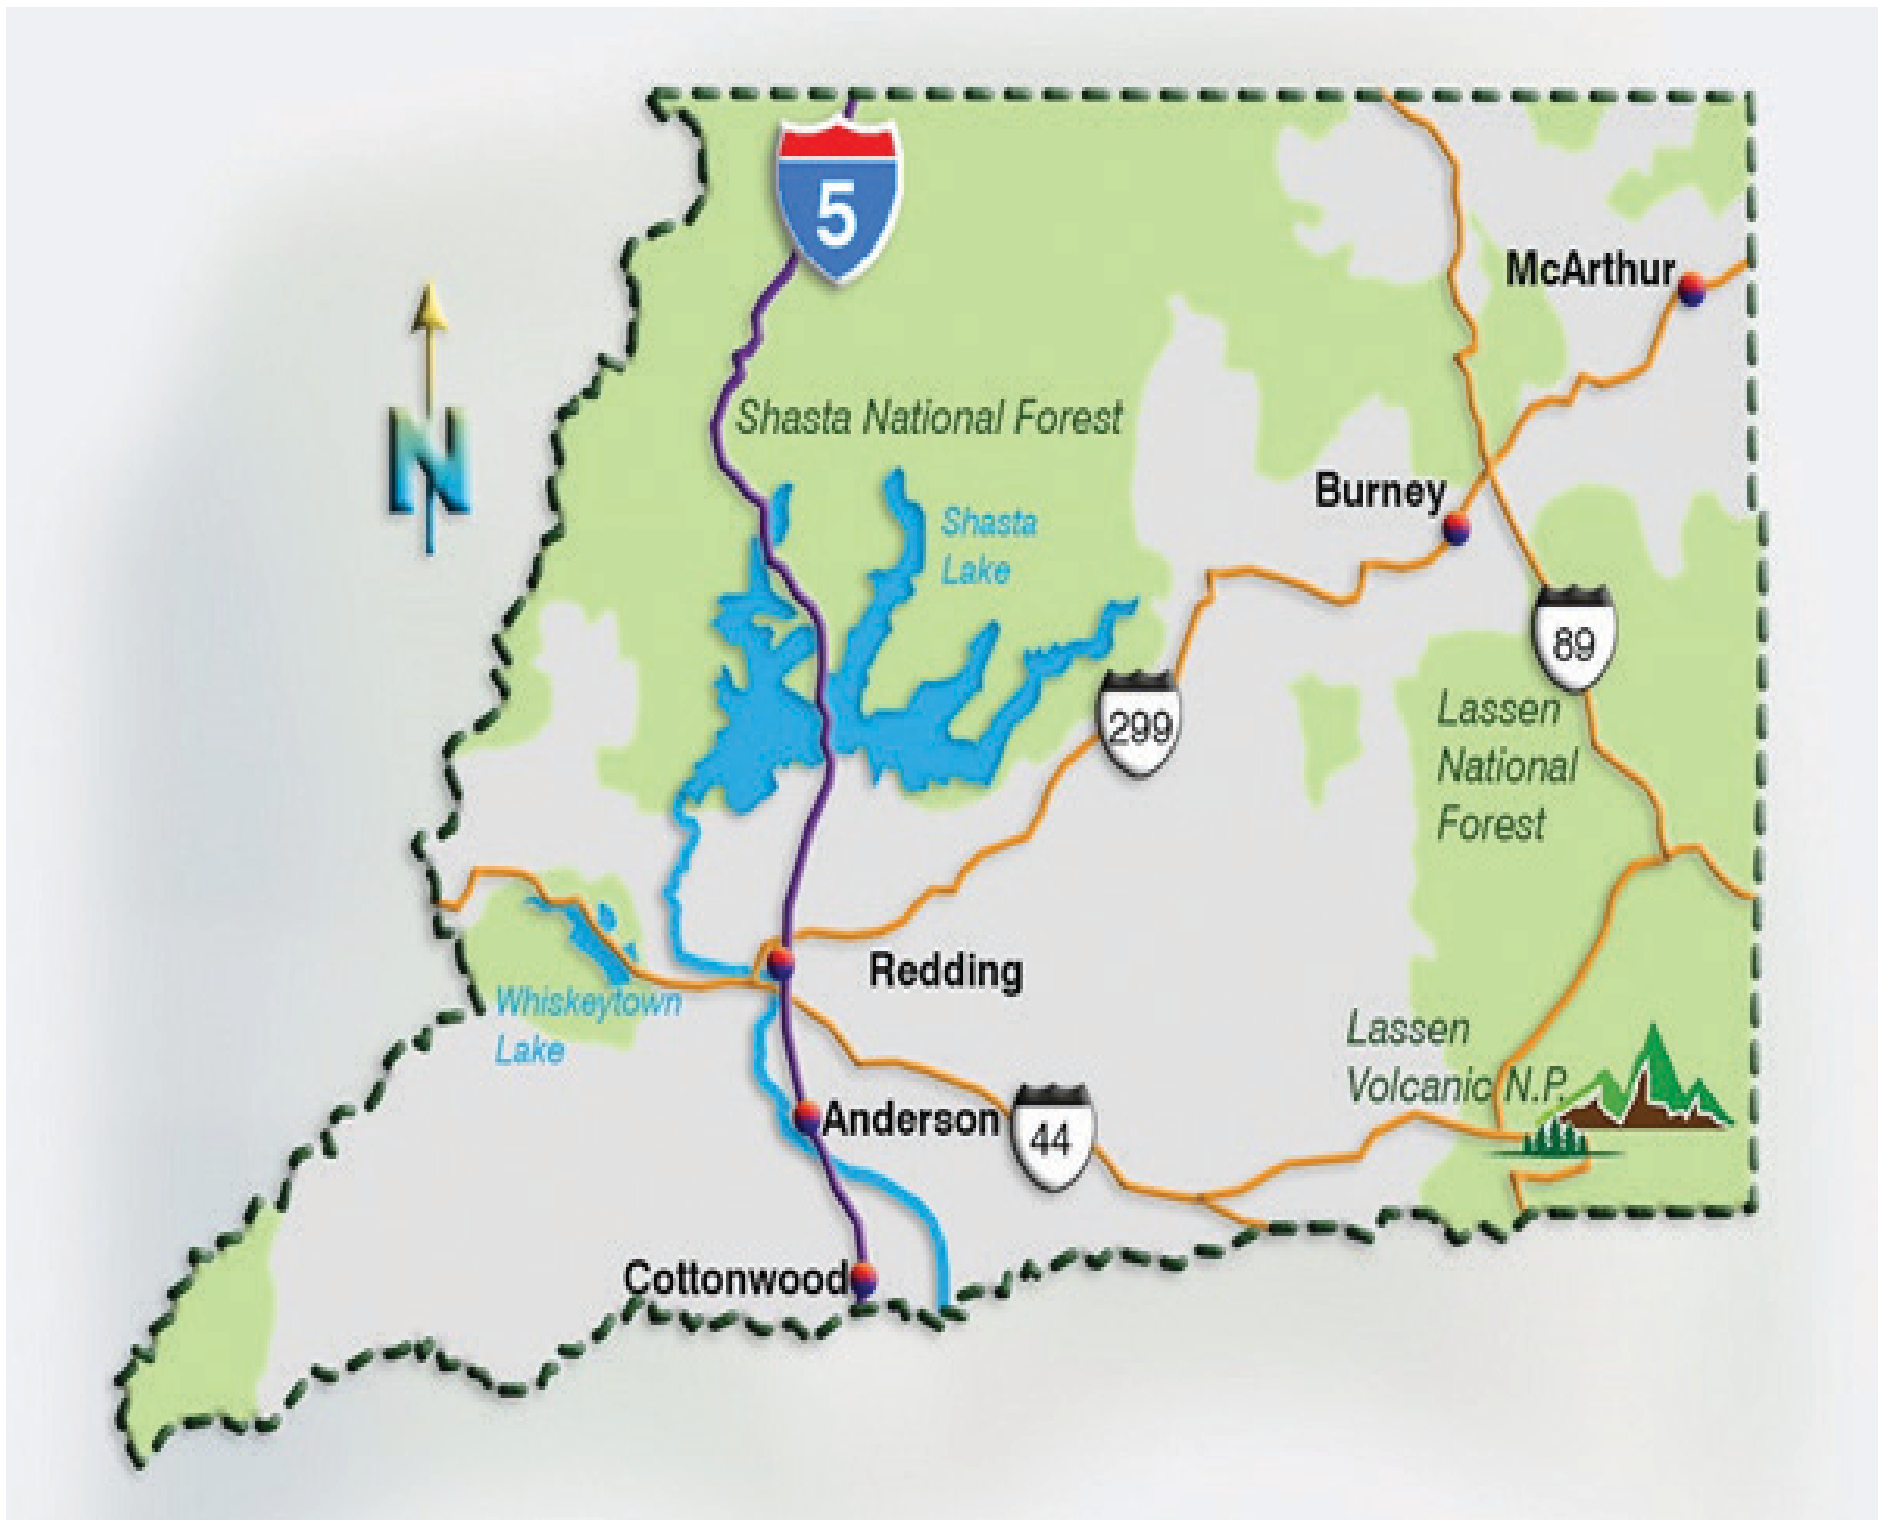 5
McArthur
N
Shasta National Forest
Burney
Shasta
Lake
89
299
Lassen
National
Forest
Redding
Whiskeytown
Lake
Lassen
Volcanic N.P.
Anderson
44
Cottonwood